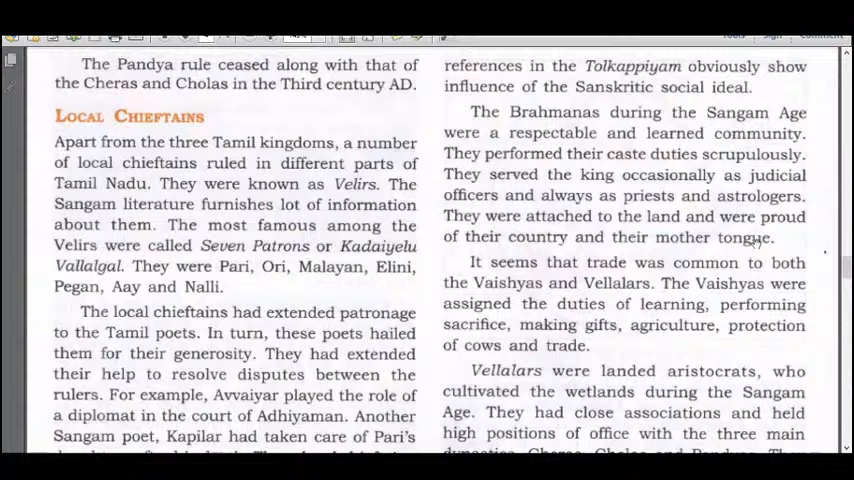 Tools
Sign
Comment
The Pandya rule ceased along with that of
the Cheras and Cholas in the Third century AD.
LOCAL CHIEFTAINS
Apart from the three Tamil kingdoms, a number
of local chieftains ruled in different parts of
Tamil Nadu. They were known as Velirs. The
Sangam literature furnishes lot of information
about them. The most famous among the
Velirs were called Seven Patrons or Kadaiyelu
Vallalgal. They were Pari, Ori, Malayan, Elini,
Pegan, Aay and Nalli.
The local chieftains had extended patronage
to the Tamil poets. In turn, these poets hailed
them for their generosity. They had extended
their help to resolve disputes between the
rulers. For example, Avvaiyar played the role of
a diplomat in the court of Adhiyaman. Another
Sangam poet, Kapilar had taken care of Pari's
references in the Tolkappiyam obviously show
influence of the Sanskritic social ideal.
The Brahmanas during the Sangam Age
were a respectable and learned community.
They performed their caste duties scrupulously.
They served the king occasionally as judicial
officers and always as priests and astrologers.
They were attached to the land and were proud
of their country and their mother tongue.
It seems that trade was common to both
the Vaishyas and Vellalars. The Vaishyas were
assigned the duties of learning, performing
sacrifice, making gifts, agriculture, protection
of cows and trade.
Vellalars were landed aristocrats, who
cultivated the wetlands during the Sangam
Age. They had close associations and held
high positions of office with the three main